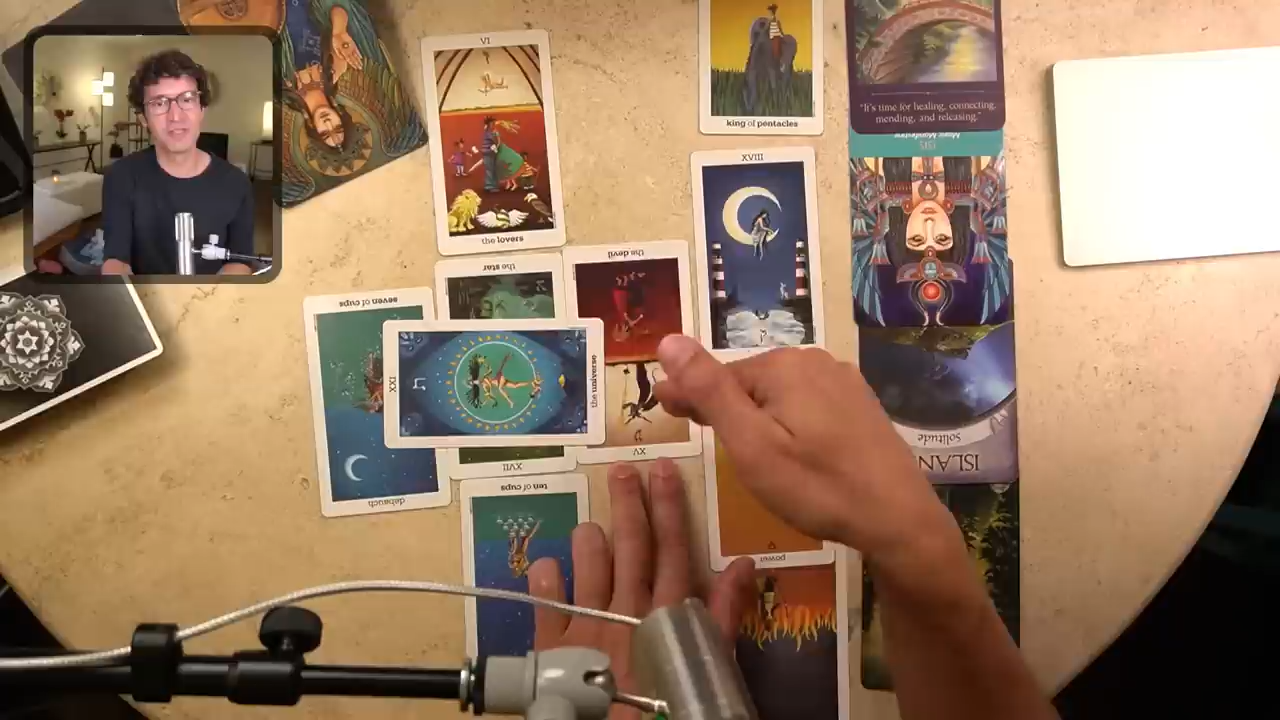 VI
the lovers
king of pentacles
"It's time for healing, connecting,
mending, and releasing."
XVIII
ISIS
the devil
the star
seven of cups
XXI
the universe
XV
XVII
debauch
ten of cups
power
Solitude
ISLAN